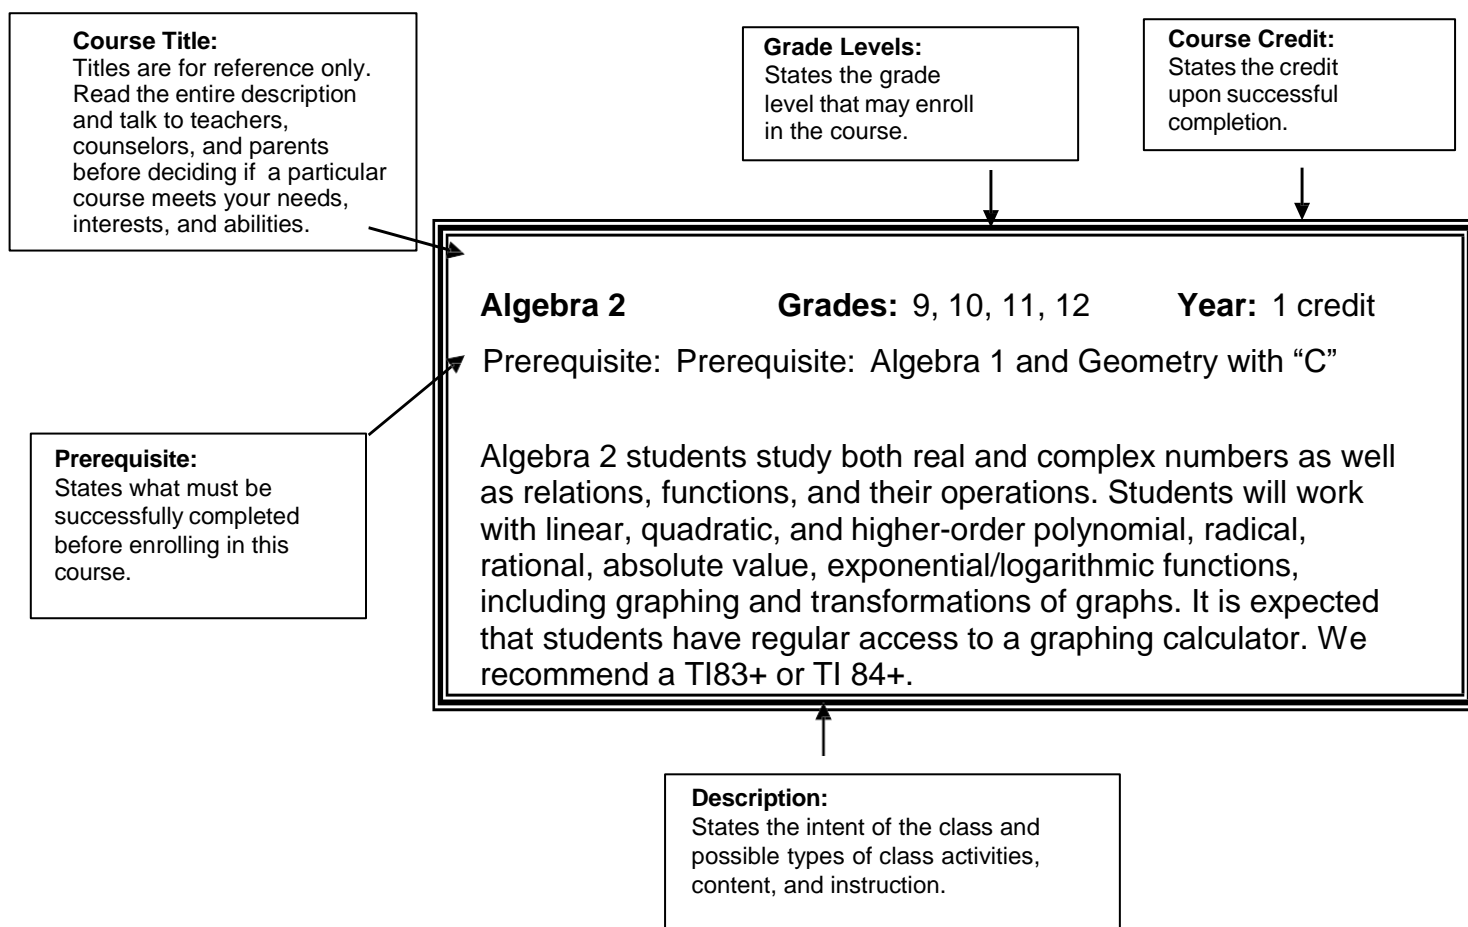 Course Title:
Titles are for reference only.
Read the entire description
and talk to teachers,
counselors, and parents
before deciding if a particular
course meets your needs,
interests, and abilities.
Grade Levels:
States the grade
level that may enroll
in the course.
Course Credit:
States the credit
upon successful
completion.
Algebra 2 Grades: 9, 10, 11, 12 Year: 1 credit
Prerequisite: Prerequisite: Algebra 1 and Geometry with “C”
Algebra 2 students study both real and complex numbers as well
as relations, functions, and their operations. Students will work
with linear, quadratic, and higher-order polynomial, radical,
rational, absolute value, exponential/logarithmic functions,
including graphing and transformations of graphs. It is expected
that students have regular access to a graphing calculator. We
recommend a TI83+ or TI 84+.
Prerequisite:
States what must be
successfully completed
before enrolling in this
course.
Description:
States the intent of the class and
possible types of class activities,
content, and instruction.